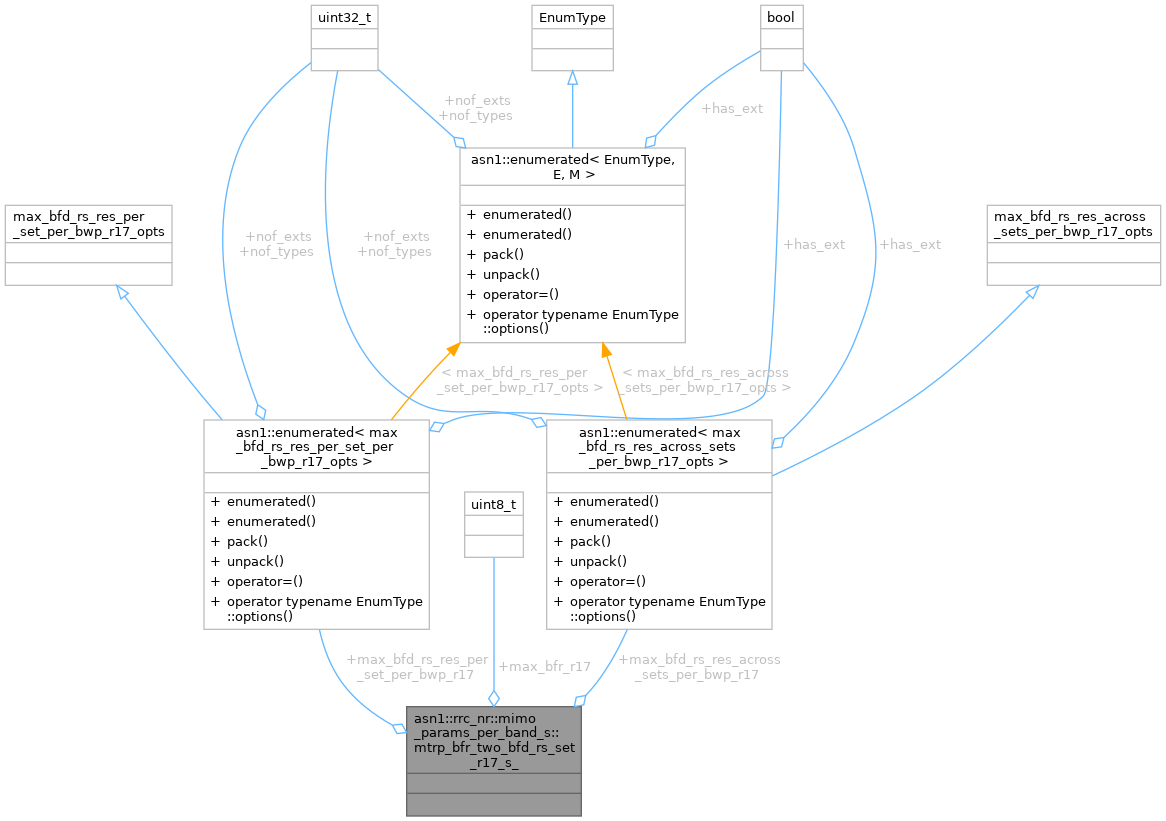 uint32_t
EnumType
bool
+nof_exts
+nof_types
+has_ext
asn1::enumerated< EnumType,
E, M >
+ enumerated()
+ enumerated()
+ pack()
+ unpack()
+ operator=()
+ operator typename EnumType
::options()
max_bfd_rs_res_per
_set_per_bwp_r17_opts
max_bfd_rs_res_across
_sets_per_bwp_r17_opts
+nof_exts
+nof_types
+nof_exts
+nof_types
+has_ext
+has_ext
< max_bfd_rs_res_per
_set_per_bwp_r17_opts >
< max_bfd_rs_res_across
_sets_per_bwp_r17_opts >
asn1::enumerated< max
_bfd_rs_res_per_set_per
_bwp_r17_opts >
+ enumerated()
+ enumerated()
+ pack()
+ unpack()
+ operator=()
+ operator typename EnumType
::options()
uint8_t
asn1::enumerated< max
_bfd_rs_res_across_sets
_per_bwp_r17_opts >
+ enumerated()
+ enumerated()
+ pack()
+ unpack()
+ operator=()
+ operator typename EnumType
::options()
+max_bfd_rs_res_per
_set_per_bwp_r17
+max_bfr_r17
+max_bfd_rs_res_across
_sets_per_bwp_r17
asn1::rrc_nr::mimo
_params_per_band_s::
mtrp_bfr_two_bfd_rs_set
_r17_s_